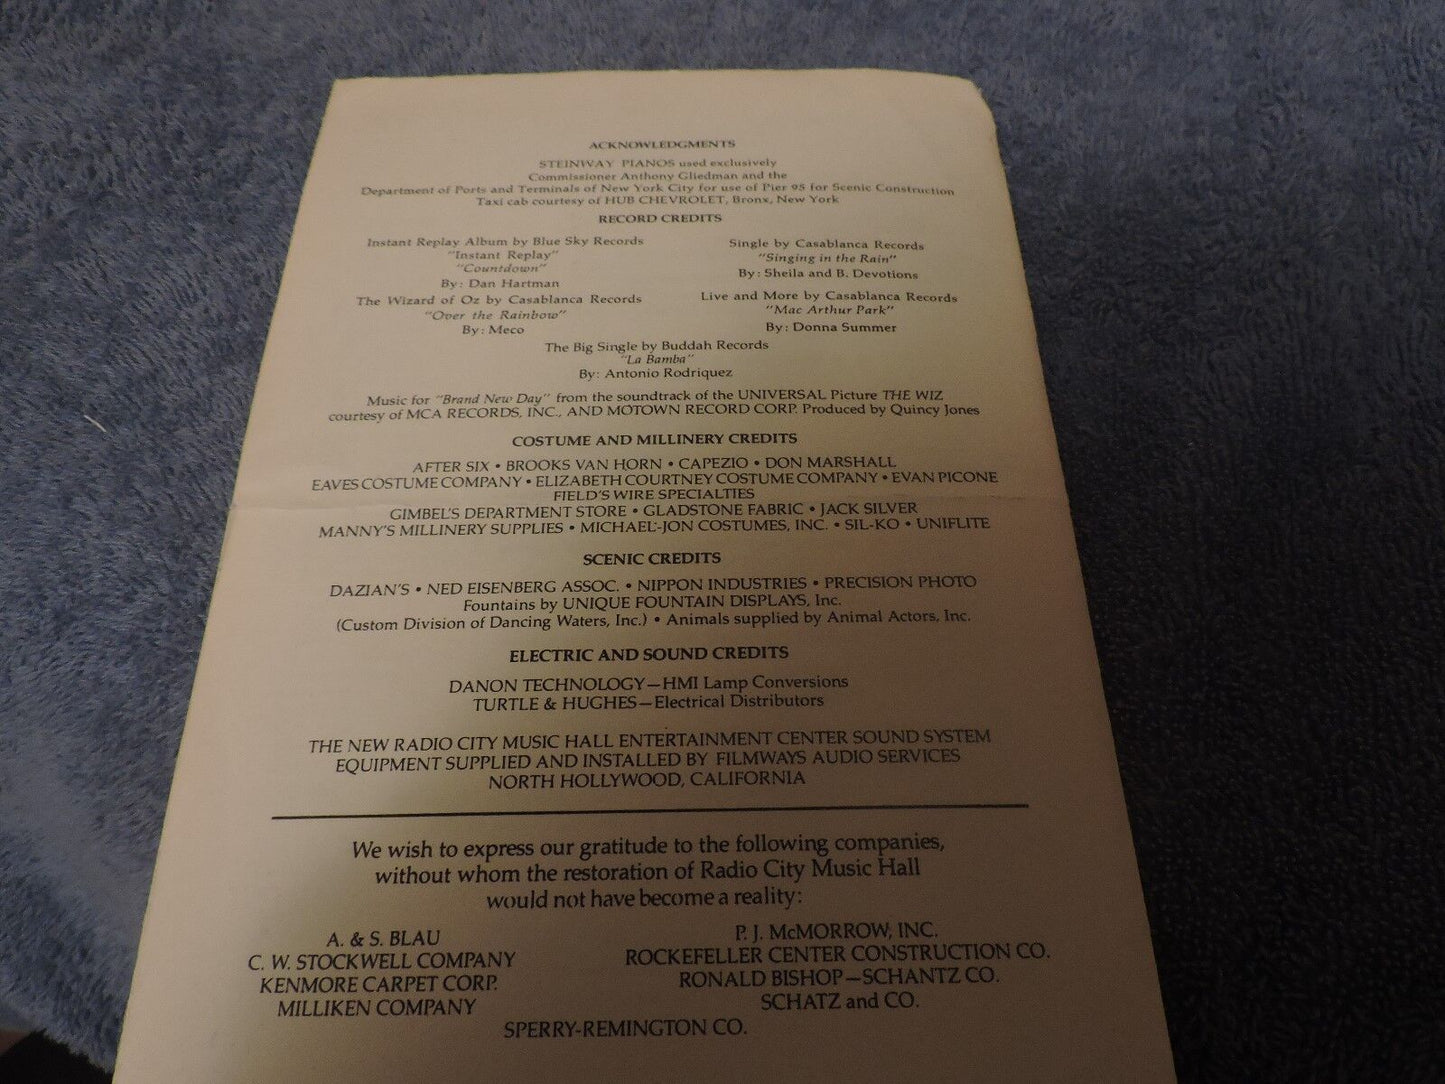 ACKNOWLEDGMENTS
STEINWAY PIANOS used exclusively
Commissioner Anthony Gliedman and the
Department of Ports and Terminals of New York City for use of Pier 95 for Scenic Construction
Taxi cab courtesy of HUB CHEVROLET, Bronx, New York
RECORD CREDITS
Instant Replay Album by Blue Sky Records
"Instant Replay"
"Countdown"
By: Dan Hartman
The Wizard of Oz by Casablanca Records
"Over the Rainbow"
By: Meco
Single by Casablanca Records
"Singing in the Rain"
By: Sheila and B. Devotions
Live and More by Casablanca Records
"Mac Arthur Park"
By: Donna Summer
The Big Single by Buddah Records
"La Bamba"
By: Antonio Rodriquez
Music for "Brand New Day" from the soundtrack of the UNIVERSAL Picture THE WIZ
courtesy of MCA RECORDS, INC., AND MOTOWN RECORD CORP. Produced by Quincy Jones
COSTUME AND MILLINERY CREDITS
AFTER SIX • BROOKS VAN HORN • CAPEZIO • DON MARSHALL
EAVES COSTUME COMPANY • ELIZABETH COURTNEY COSTUME COMPANY • EVAN PICONE
FIELD'S WIRE SPECIALTIES
GIMBEL'S DEPARTMENT STORE • GLADSTONE FABRIC • JACK SILVER
MANNY'S MILLINERY SUPPLIES • MICHAEL-JON COSTUMES, INC. • SIL-KO • UNIFLITE
SCENIC CREDITS
DAZIAN'S • NED EISENBERG ASSOC. • NIPPON INDUSTRIES • PRECISION PHOTO
Fountains by UNIQUE FOUNTAIN DISPLAYS, Inc.
(Custom Division of Dancing Waters, Inc.) • Animals supplied by Animal Actors, Inc.
ELECTRIC AND SOUND CREDITS
DANON TECHNOLOGY—HMI Lamp Conversions
TURTLE & HUGHES—Electrical Distributors
THE NEW RADIO CITY MUSIC HALL ENTERTAINMENT CENTER SOUND SYSTEM
EQUIPMENT SUPPLIED AND INSTALLED BY FILMWAYS AUDIO SERVICES
NORTH HOLLYWOOD, CALIFORNIA
We wish to express our gratitude to the following companies,
without whom the restoration of Radio City Music Hall
would not have become a reality:
A. & S. BLAU
C. W. STOCKWELL COMPANY
KENMORE CARPET CORP.
MILLIKEN COMPANY
P. J. McMORROW, INC.
ROCKEFELLER CENTER CONSTRUCTION CO.
RONALD BISHOP—SCHANTZ CO.
SCHATZ and CO.
SPERRY-REMINGTON CO.